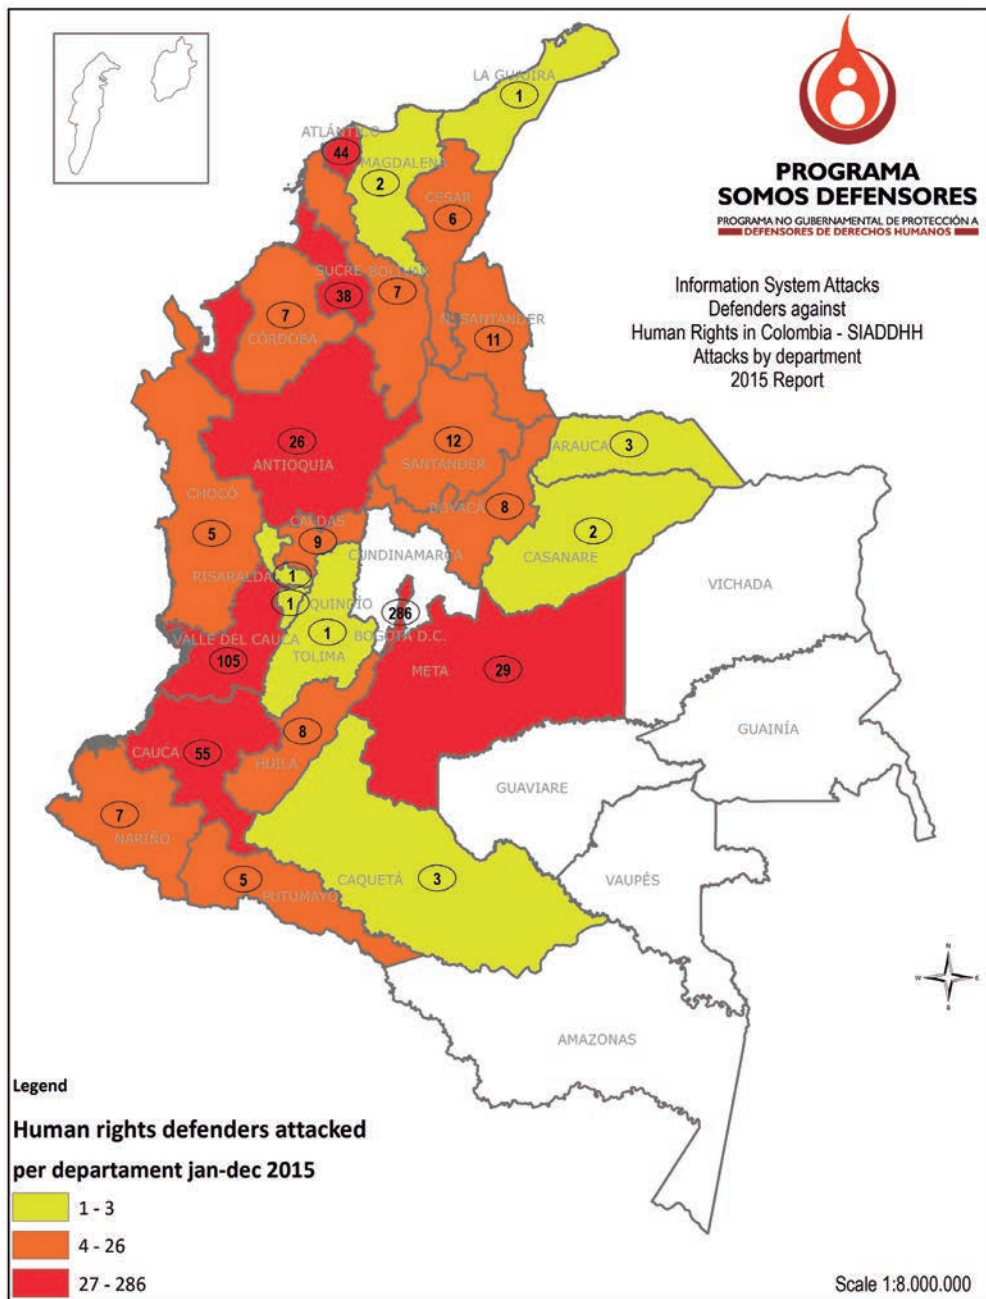 LA GUAJIRA
1
ATLÁNTICO
44
MAGDALENA
2
CESAR
6
PROGRAMA
SOMOS DEFENSORES
PROGRAMA NO GUBERNAMENTAL DE PROTECCIÓN A
DEFENSORES DE DERECHOS HUMANOS
Information System Attacks
Defenders against
Human Rights in Colombia - SIADDHH
Attacks by department
2015 Report
SUCRE
38
BOLIVAR
7
7
CÓRDOBA
N. SANTANDER
11
26
ANTIOQUIA
12
SANTANDER
ARAUCA
3
CHOCÓ
5
BOYACÁ
8
2
CASANARE
CALDAS
9
CUNDINAMARCA
VICHADA
RISARALDA
1
1
QUINDÍO
286
BOGOTÁ D.C.
VALLE DEL CAUCA
105
1
TOLIMA
META
29
GUAINÍA
CAUCA
55
8
HUILA
GUAVIARE
7
NARIÑO
5
PUTUMAYO
CAQUETÁ
3
VAUPÉS
N
W
E
S
AMAZONAS
Legend
Human rights defenders attacked
per departament jan-dec 2015
1 - 3
4 - 26
27 - 286
Scale 1:8.000.000